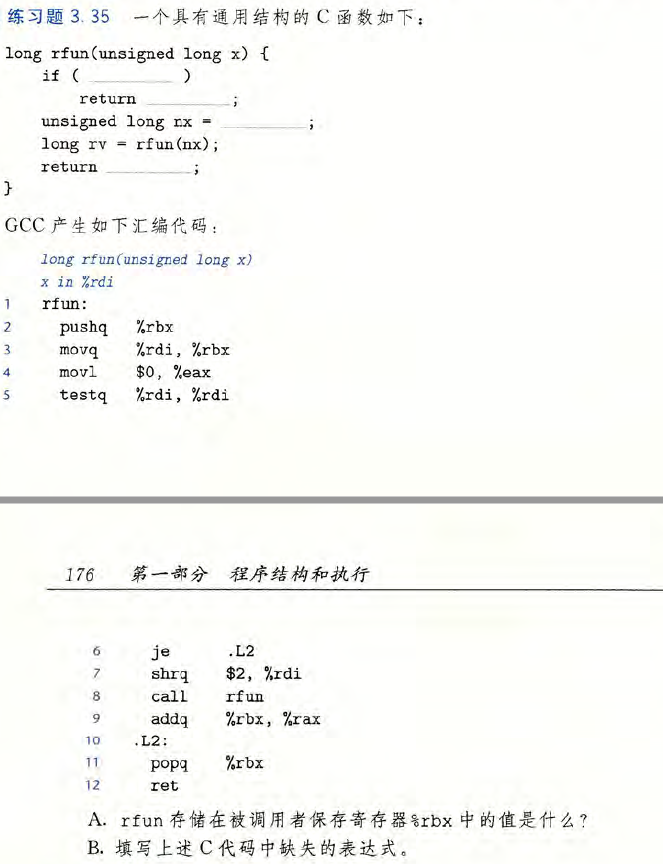 练习题 3.35 一个具有通用结构的 C 函数如下：
long rfun(unsigned long x) {
if ( ________ )
return ________;
unsigned long nx = ________;
long rv = rfun(nx);
return ________;
}
GCC 产生如下汇编代码：
long rfun(unsigned long x)
x in %rdi
1 rfun:
2 pushq %rbx
3 movq %rdi, %rbx
4 movl $0, %eax
5 testq %rdi, %rdi
176 第一部分 程序结构和执行
6 je .L2
7 shrq $2, %rdi
8 call rfun
9 addq %rbx, %rax
10 .L2:
11 popq %rbx
12 ret
A. rfun 存储在被调用者保存寄存器%rbx 中的值是什么？
B. 填写上述 C 代码中缺失的表达式。